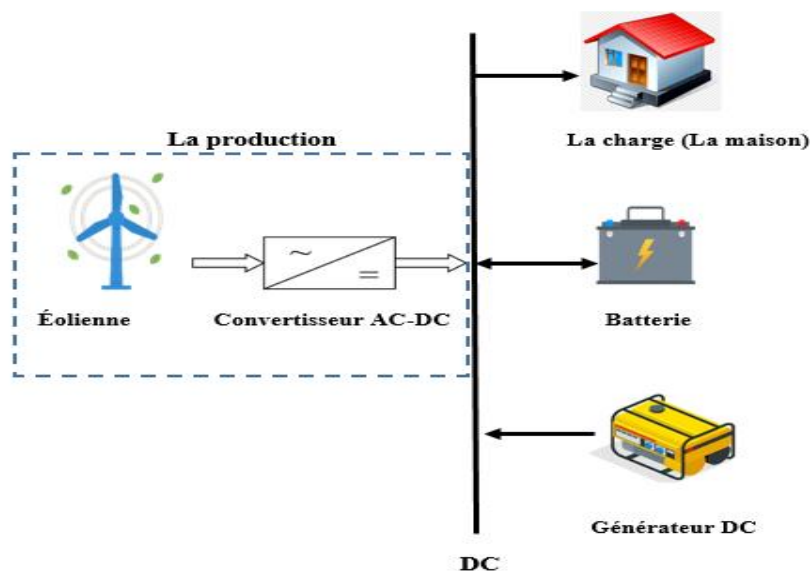 La production
La charge (La maison)
~
=
Éolienne
Convertisseur AC-DC
Batterie
Générateur DC
DC